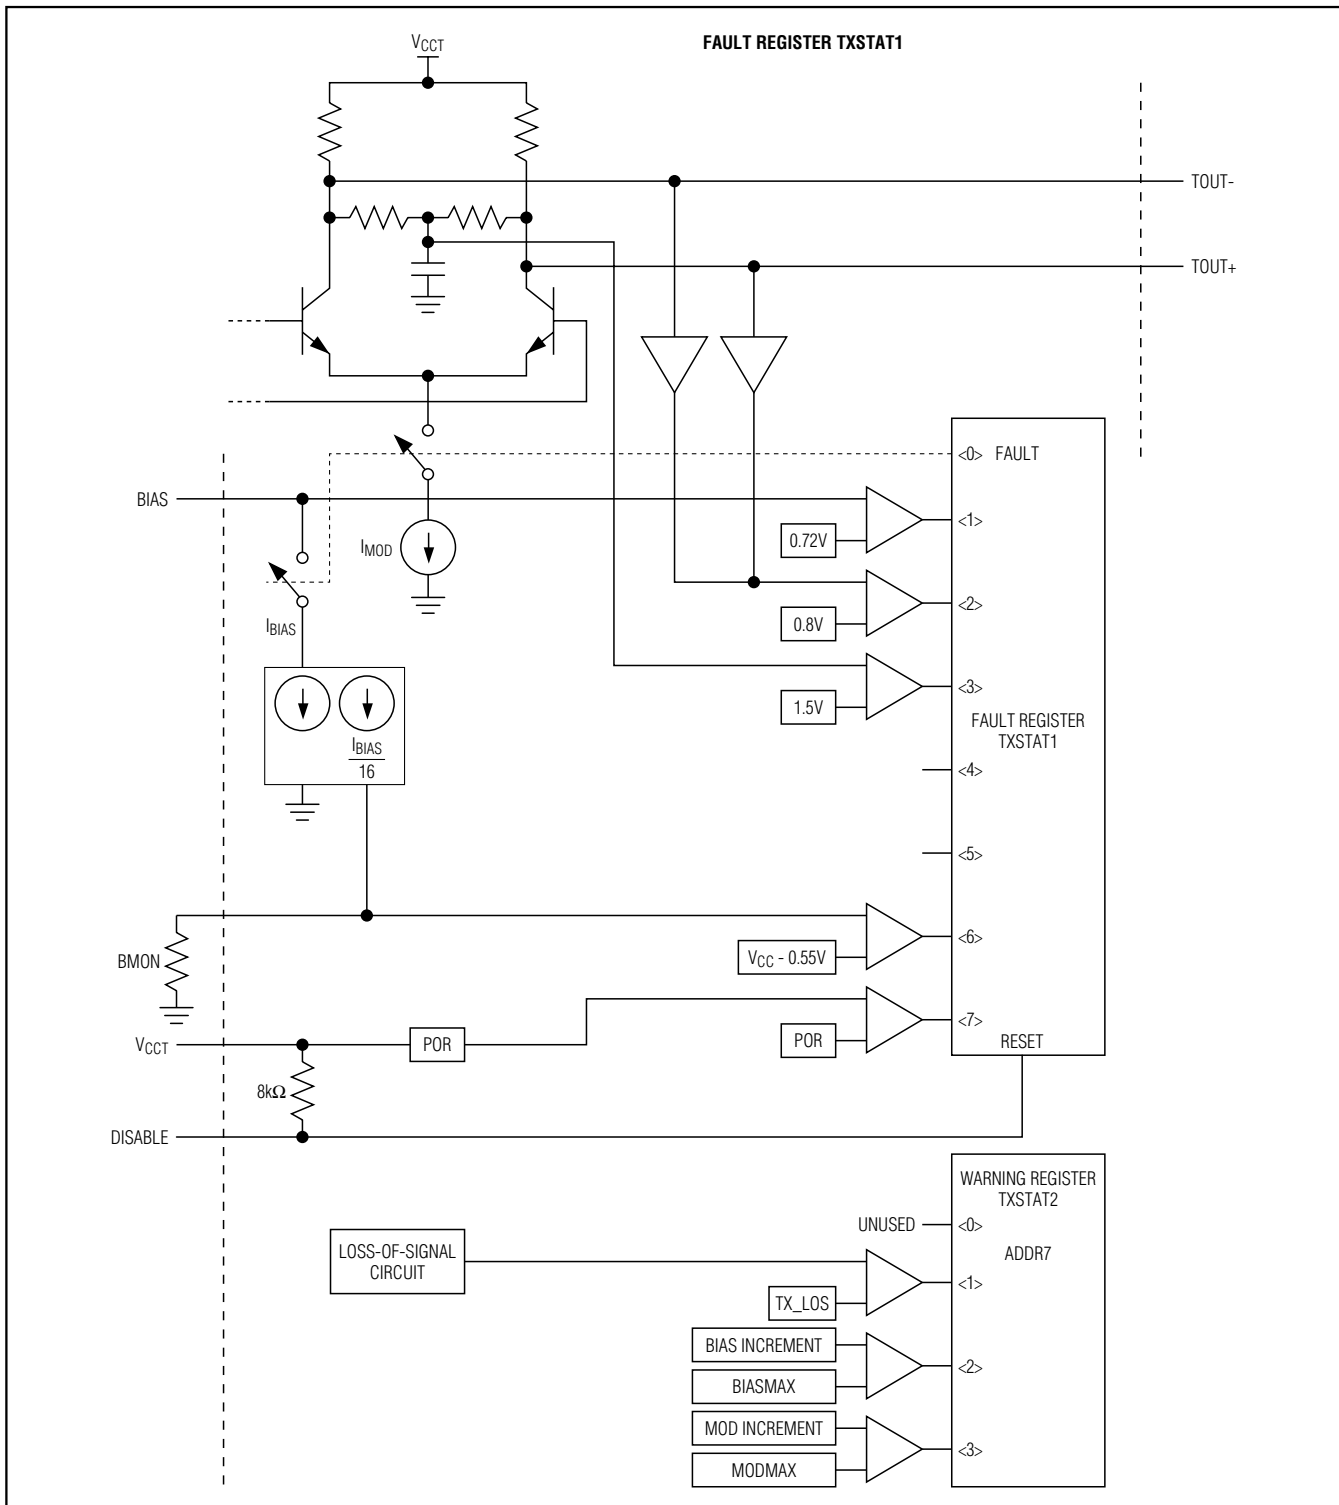 FAULT REGISTER TXSTAT1
VCCT
TOUT-
TOUT+
<0> FAULT
BIAS
<1>
0.72V
IMOD
<2>
0.8V
IBIAS
<3>
1.5V
FAULT REGISTER
TXSTAT1
IBIAS
16
<4>
<5>
<6>
VCC - 0.55V
BMON
<7>
VCCT
POR
POR
RESET
8kΩ
DISABLE
WARNING REGISTER
TXSTAT2
UNUSED
<0>
ADDR7
LOSS-OF-SIGNAL
CIRCUIT
<1>
TX_LOS
BIAS INCREMENT
<2>
BIASMAX
MOD INCREMENT
<3>
MODMAX